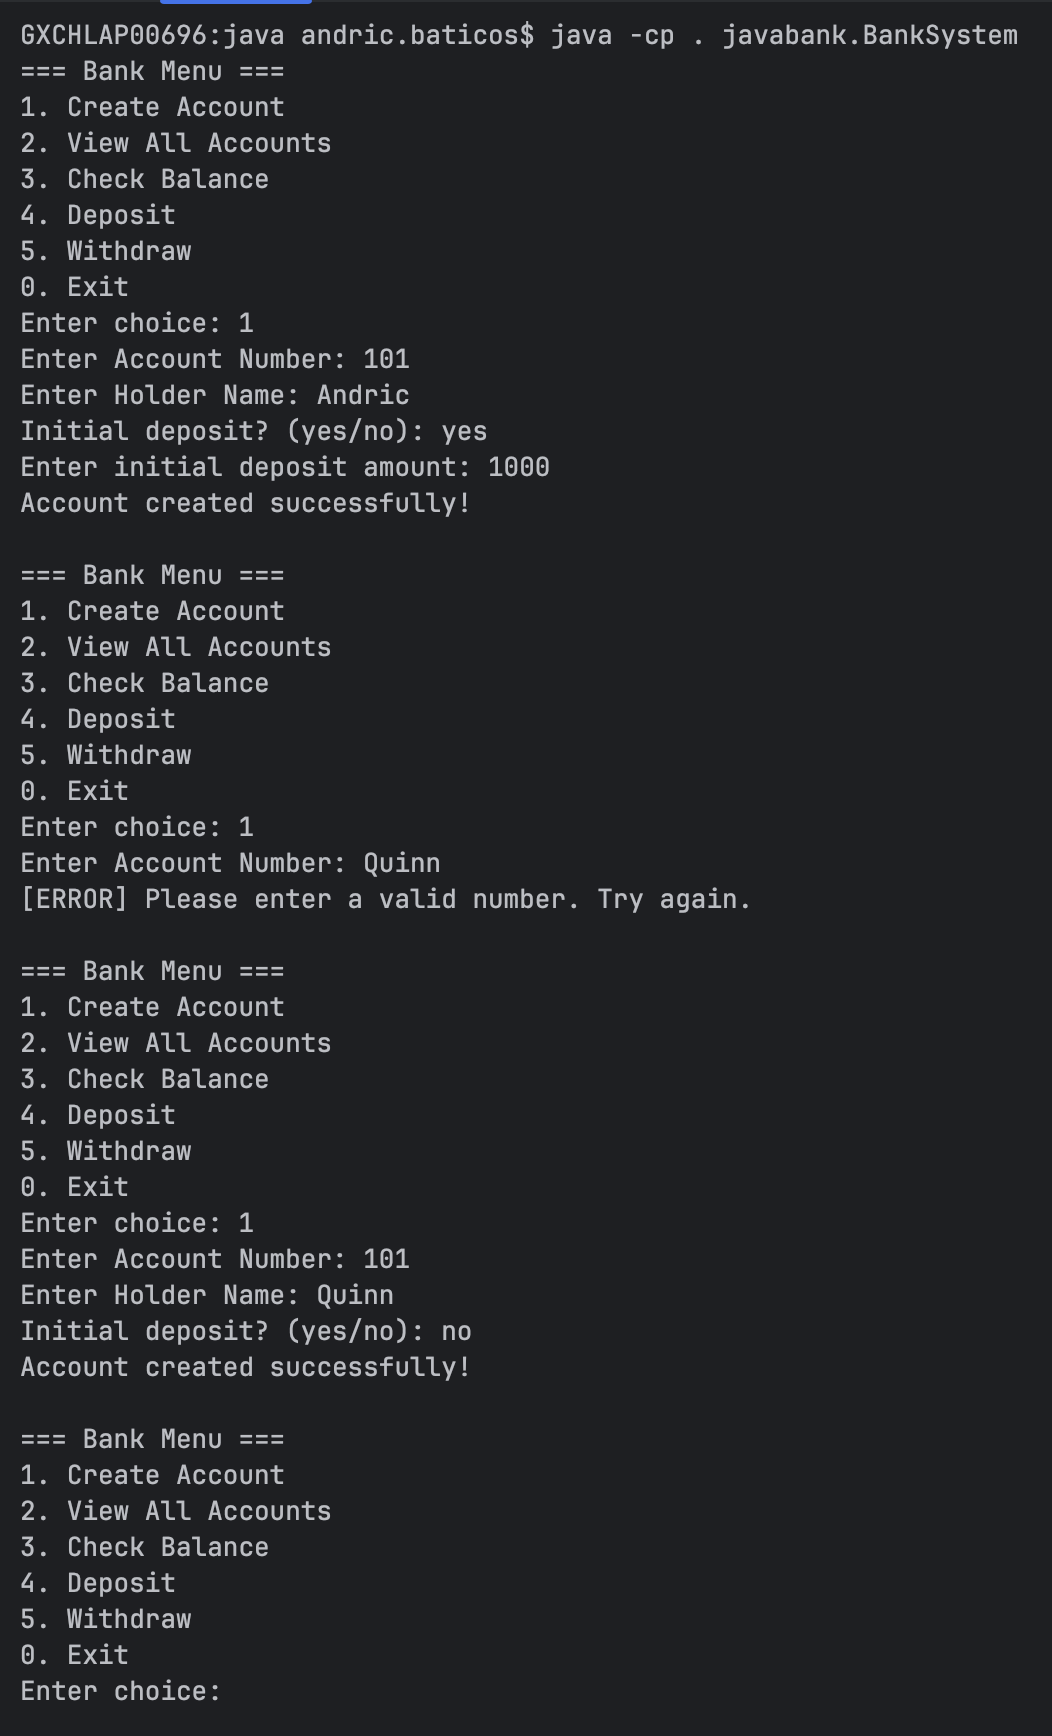 GXCHLAP00696:java andric.baticos$ java -cp . javabank.BankSystem
=== Bank Menu ===
1. Create Account
2. View All Accounts
3. Check Balance
4. Deposit
5. Withdraw
0. Exit
Enter choice: 1
Enter Account Number: 101
Enter Holder Name: Andric
Initial deposit? (yes/no): yes
Enter initial deposit amount: 1000
Account created successfully!

=== Bank Menu ===
1. Create Account
2. View All Accounts
3. Check Balance
4. Deposit
5. Withdraw
0. Exit
Enter choice: 1
Enter Account Number: Quinn
[ERROR] Please enter a valid number. Try again.

=== Bank Menu ===
1. Create Account
2. View All Accounts
3. Check Balance
4. Deposit
5. Withdraw
0. Exit
Enter choice: 1
Enter Account Number: 101
Enter Holder Name: Quinn
Initial deposit? (yes/no): no
Account created successfully!

=== Bank Menu ===
1. Create Account
2. View All Accounts
3. Check Balance
4. Deposit
5. Withdraw
0. Exit
Enter choice: